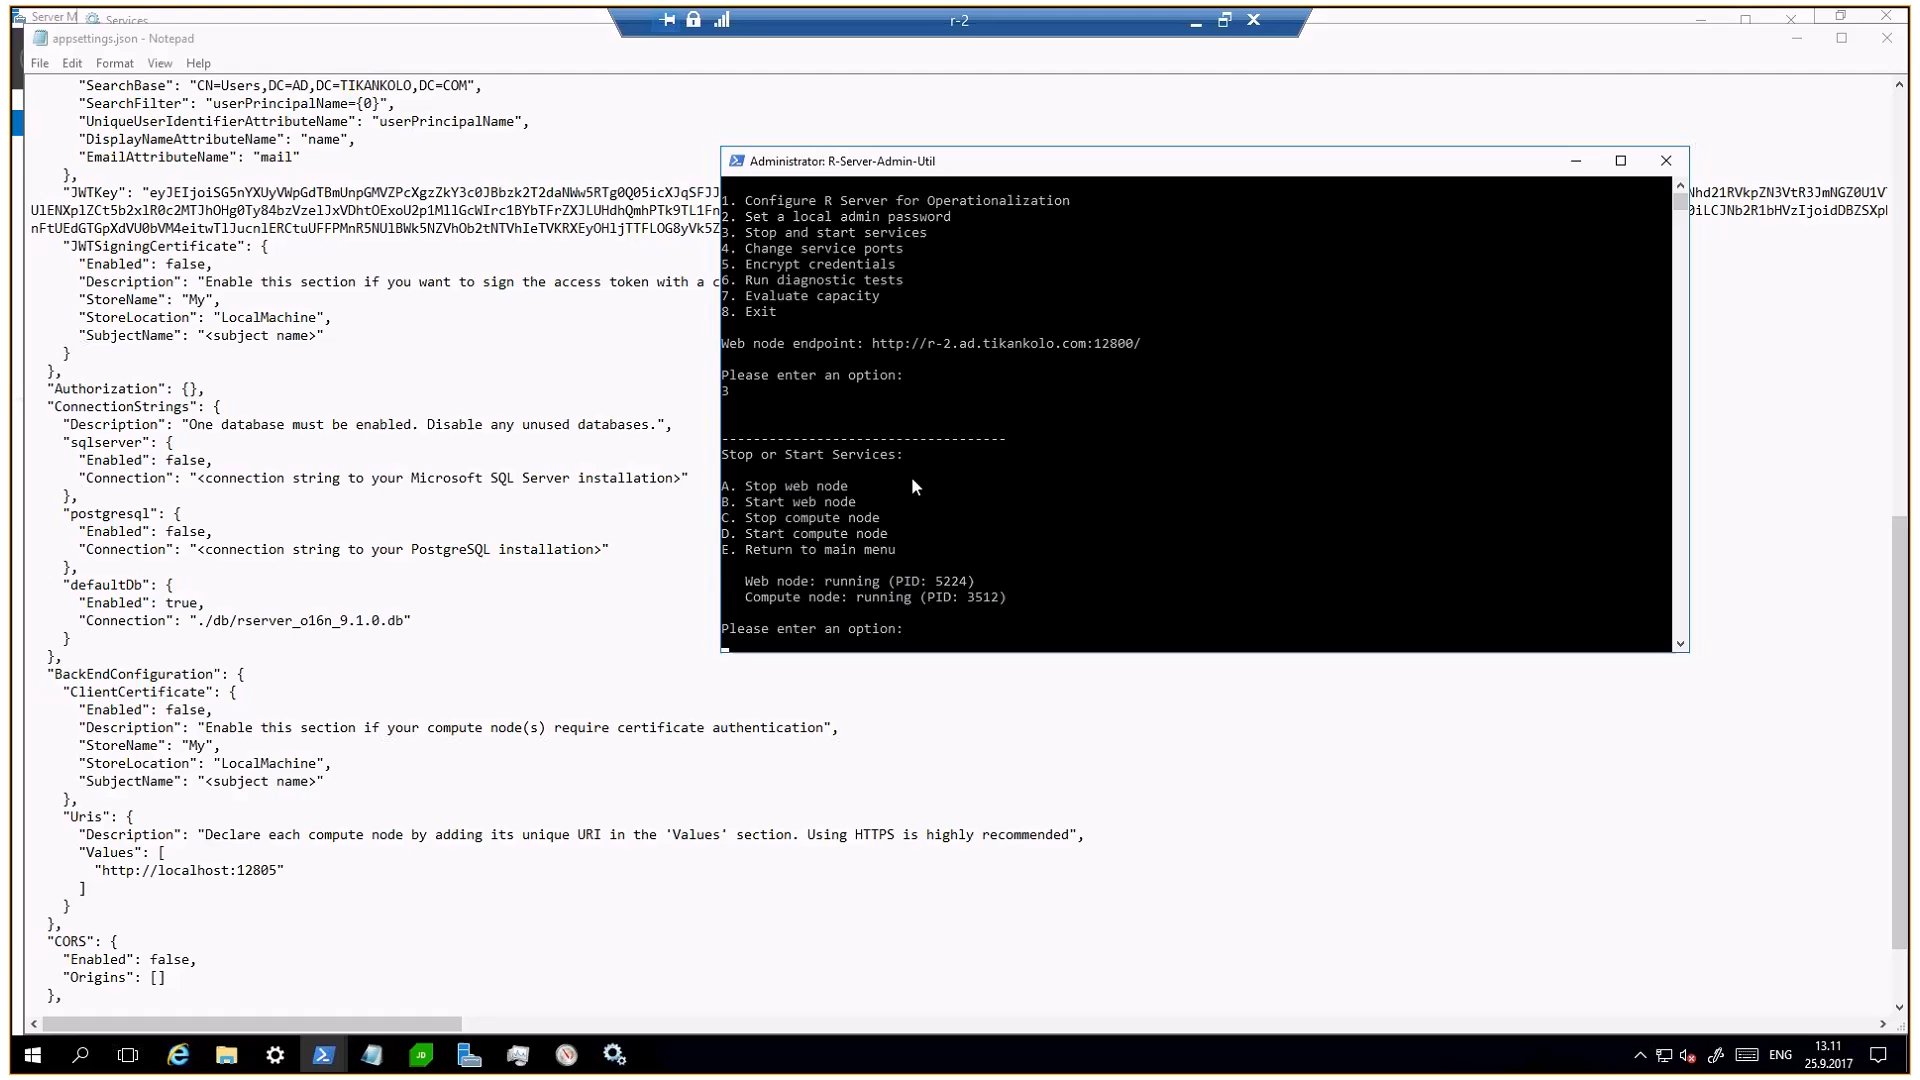 Server M
Services
r-2
appsettings.json - Notepad
File Edit Format View Help
"SearchBase": "CN=Users,DC=AD,DC=TIKANKOLO,DC=COM",
"SearchFilter": "userPrincipalName={0}",
"UniqueUserIdentifierAttributeName": "userPrincipalName",
"DisplayNameAttributeName": "name",
"EmailAttributeName": "mail"
},
"JWTKey":
"JWTSigningCertificate": {
"Enabled": false,
"Description": "Enable this section if you want to sign the access token with a c
"StoreName": "My",
"StoreLocation": "LocalMachine",
"SubjectName": "<subject name>"
}
},
"Authorization": {},
"ConnectionStrings": {
"Description": "One database must be enabled. Disable any unused databases.",
"sqlserver": {
"Enabled": false,
"Connection": "<connection string to your Microsoft SQL Server installation>"
},
"postgresql": {
"Enabled": false,
"Connection": "<connection string to your PostgreSQL installation>"
},
"defaultDb": {
"Enabled": true,
"Connection": "./db/rserver_o16n_9.1.0.db"
}
},
"BackEndConfiguration": {
"ClientCertificate": {
"Enabled": false,
"Description": "Enable this section if your compute node(s) require certificate authentication",
"StoreName": "My",
"StoreLocation": "LocalMachine",
"SubjectName": "<subject name>"
},
"Uris": {
"Description": "Declare each compute node by adding its unique URI in the 'Values' section. Using HTTPS is highly recommended",
"Values": [
"http://localhost:12805"
]
}
},
"CORS": {
"Enabled": false,
"Origins": []
},
Administrator: R-Server-Admin-Util
1. Configure R Server for Operationalization
2. Set a local admin password
3. Stop and start services
4. Change service ports
5. Encrypt credentials
6. Run diagnostic tests
7. Evaluate capacity
8. Exit
Web node endpoint: http://r-2.ad.tikankolo.com:12800/
Please enter an option:
3
------------------------------------
Stop or Start Services:
A. Stop web node
B. Start web node
C. Stop compute node
D. Start compute node
E. Return to main menu
Web node: running (PID: 5224)
Compute node: running (PID: 3512)
Please enter an option:
JD
ENG
13.11
25.9.2017